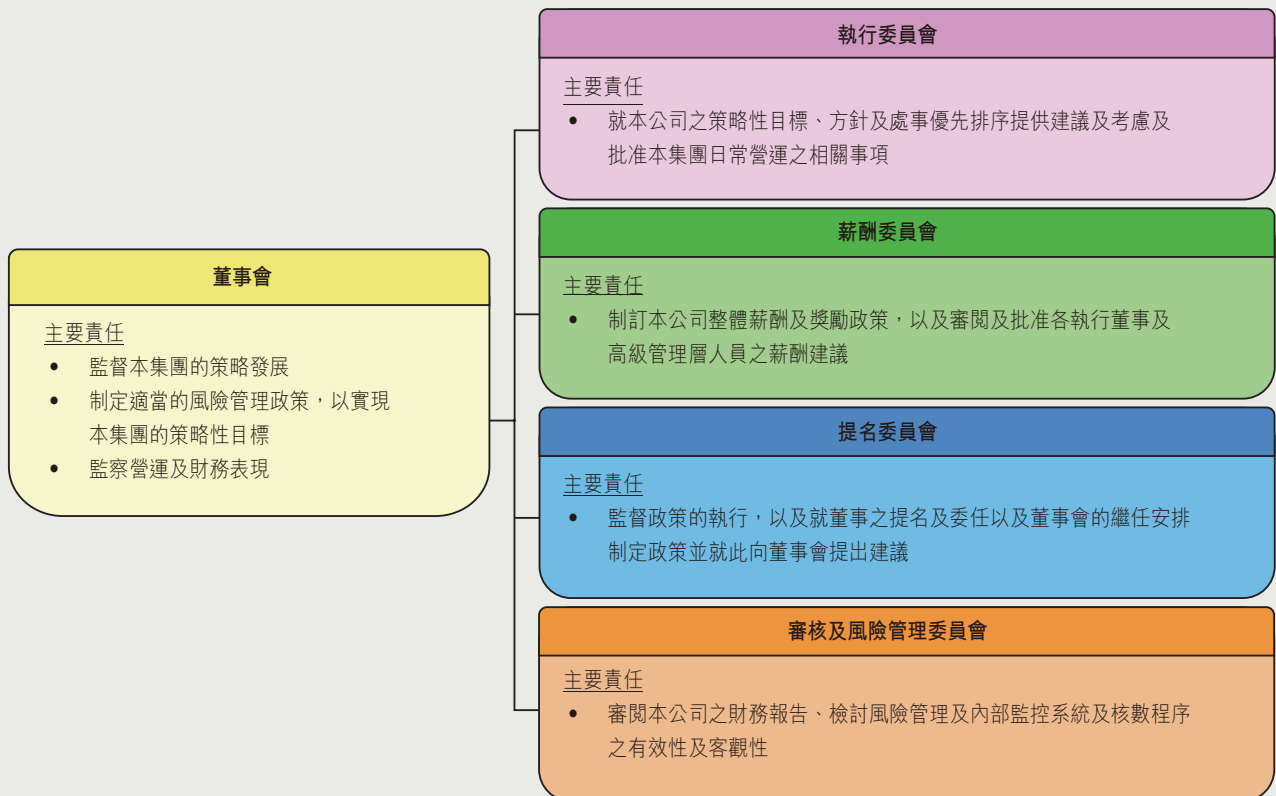 董事會
主要責任
• 監督本集團的策略發展
• 制定適當的風險管理政策，以實現
本集團的策略性目標
• 監察營運及財務表現
執行委員會
主要責任
• 就本公司之策略性目標、方針及處事優先排序提供建議及考慮及
批准本集團日常營運之相關事項
薪酬委員會
主要責任
• 制訂本公司整體薪酬及獎勵政策，以及審閱及批准各執行董事及
高級管理層人員之薪酬建議
提名委員會
主要責任
• 監督政策的執行，以及就董事之提名及委任以及董事會的繼任安排
制定政策並就此向董事會提出建議
審核及風險管理委員會
主要責任
• 審閱本公司之財務報告、檢討風險管理及內部監控系統及核數程序
之有效性及客觀性